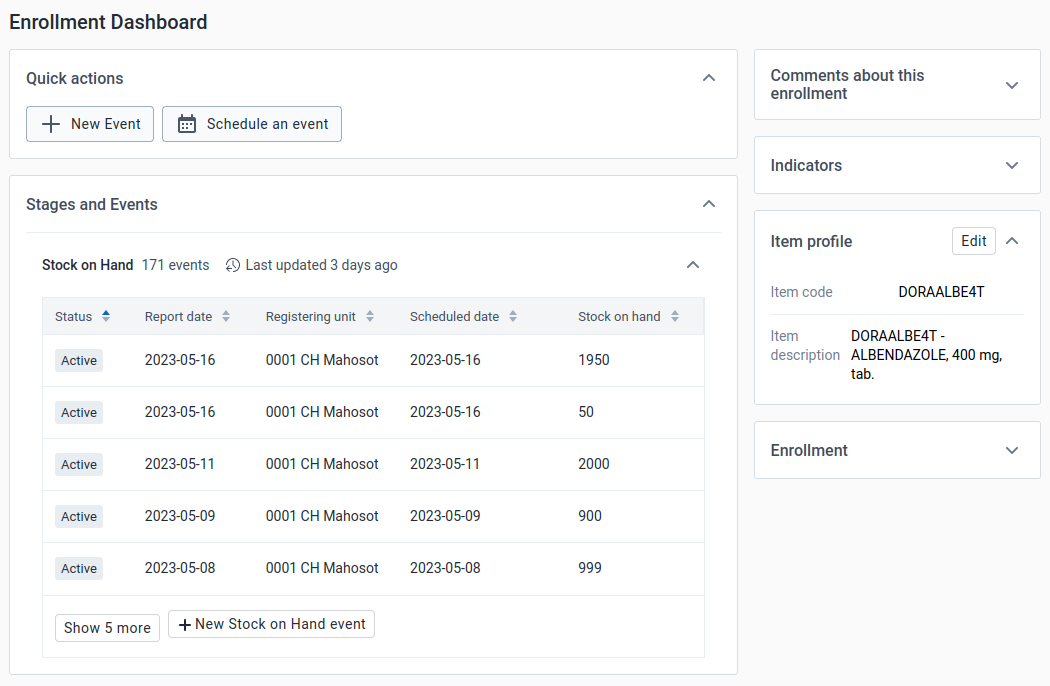 Enrollment Dashboard
Quick actions
New Event
Schedule an event
Stages and Events
Stock on Hand 171 events Last updated 3 days ago
Status Report date Registering unit Scheduled date Stock on hand
Active 2023-05-16 0001 CH Mahosot 2023-05-16 1950
Active 2023-05-16 0001 CH Mahosot 2023-05-16 50
Active 2023-05-11 0001 CH Mahosot 2023-05-11 2000
Active 2023-05-09 0001 CH Mahosot 2023-05-09 900
Active 2023-05-08 0001 CH Mahosot 2023-05-08 999
Show 5 more
New Stock on Hand event
Comments about this
enrollment
Indicators
Item profile Edit
Item code DORAALBE4T
Item DORAALBE4T -
description ALBENDAZOLE, 400 mg,
tab.
Enrollment